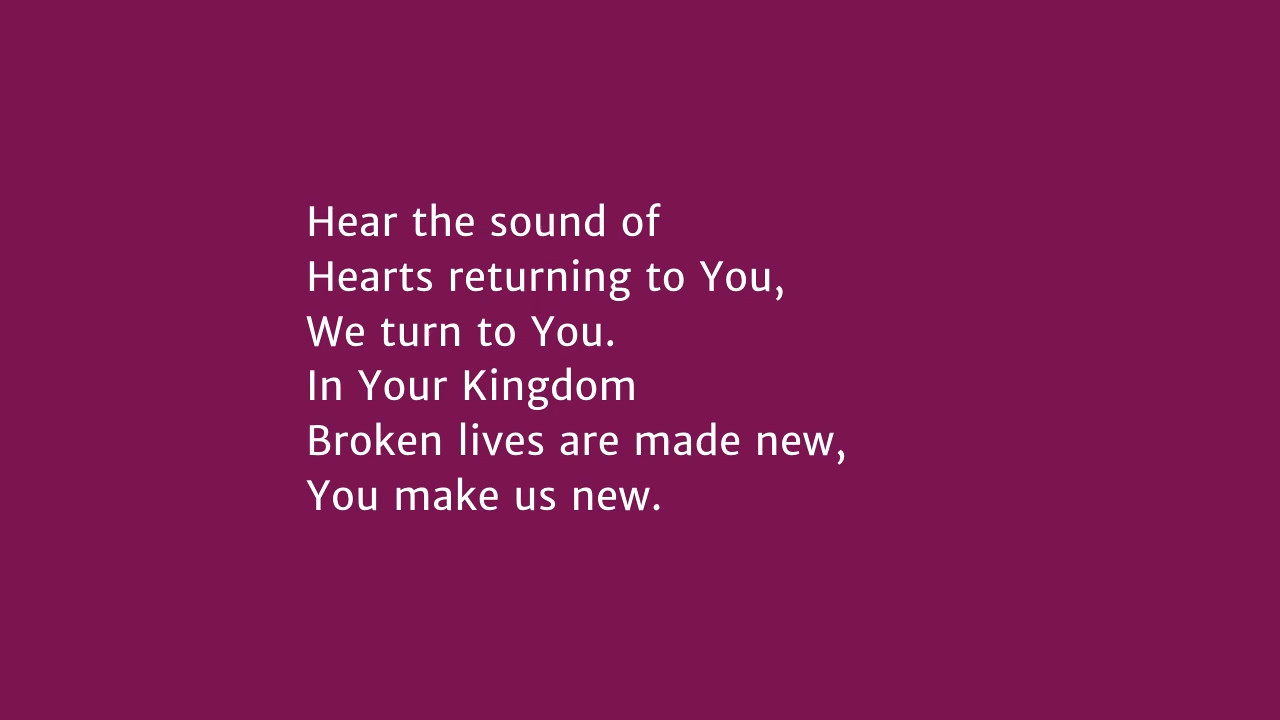 Hear the sound of
Hearts returning to You,
We turn to You.
In Your Kingdom
Broken lives are made new,
You make us new.